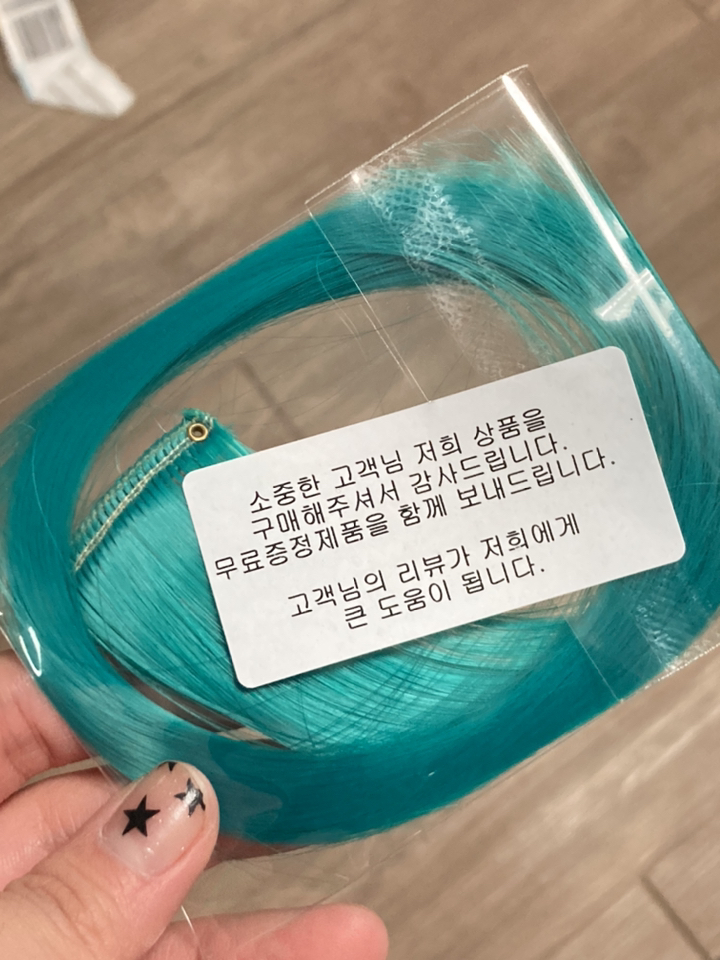 소중한 고객님 저희 상품을
구매해주셔서 감사드립니다.
무료증정제품을 함께 보내드립니다.
고객님의 리뷰가 저희에게
큰 도움이 됩니다.